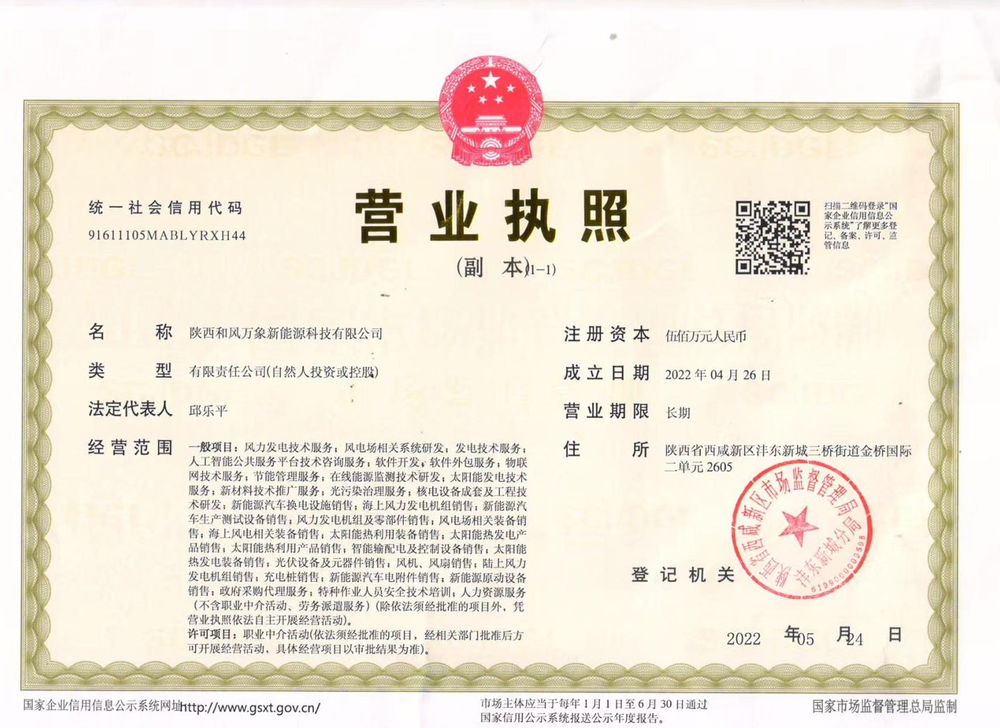 营业执照
(副 本)(1-1)
统一社会信用代码
91611105MABLYRXH44
扫描二维码登录“国
家企业信用信息公
示系统”了解更多登
记、备案、许可、监
管信息
名 称 陕西和风万象新能源科技有限公司
类 型 有限责任公司(自然人投资或控股)
法定代表人 邱乐平
经营范围 一般项目：风力发电技术服务；风电场相关系统研发；发电技术服务；
人工智能公共服务平台技术咨询服务；软件开发；软件外包服务；物联
网技术服务；节能管理服务；在线能源监测技术研发；太阳能发电技术
服务；新材料技术推广服务；光污染治理服务；核电设备成套及工程技
术研发；新能源汽车换电设施销售；海上风力发电机组销售；新能源汽
车生产测试设备销售；风力发电机组及零部件销售；风电场相关装备销
售；海上风电相关装备销售；太阳能热利用装备销售；太阳能热发电产
品销售；太阳能热利用产品销售；智能输配电及控制设备销售；太阳能
热发电装备销售；光伏设备及元器件销售；风机、风扇销售；陆上风力
发电机组销售；充电桩销售；新能源汽车电附件销售；新能源原动设备
销售；政府采购代理服务；特种作业人员安全技术培训；人力资源服务
（不含职业中介活动、劳务派遣服务）(除依法须经批准的项目外，凭
营业执照依法自主开展经营活动)。
许可项目：职业中介活动(依法须经批准的项目，经相关部门批准后方
可开展经营活动，具体经营项目以审批结果为准)。
注册资本 伍佰万元人民币
成立日期 2022年04月26日
营业期限 长期
住 所 陕西省西咸新区沣东新城三桥街道金桥国际
二单元2605
陕西省西咸新区市场监督管理局
沣东新城分局
6199000000598
登记机关
2022 年05 月24 日
国家企业信用信息公示系统网址http://www.gsxt.gov.cn/
市场主体应当于每年1月1日至6月30日通过
国家信用公示系统报送公示年度报告。
国家市场监督管理总局监制